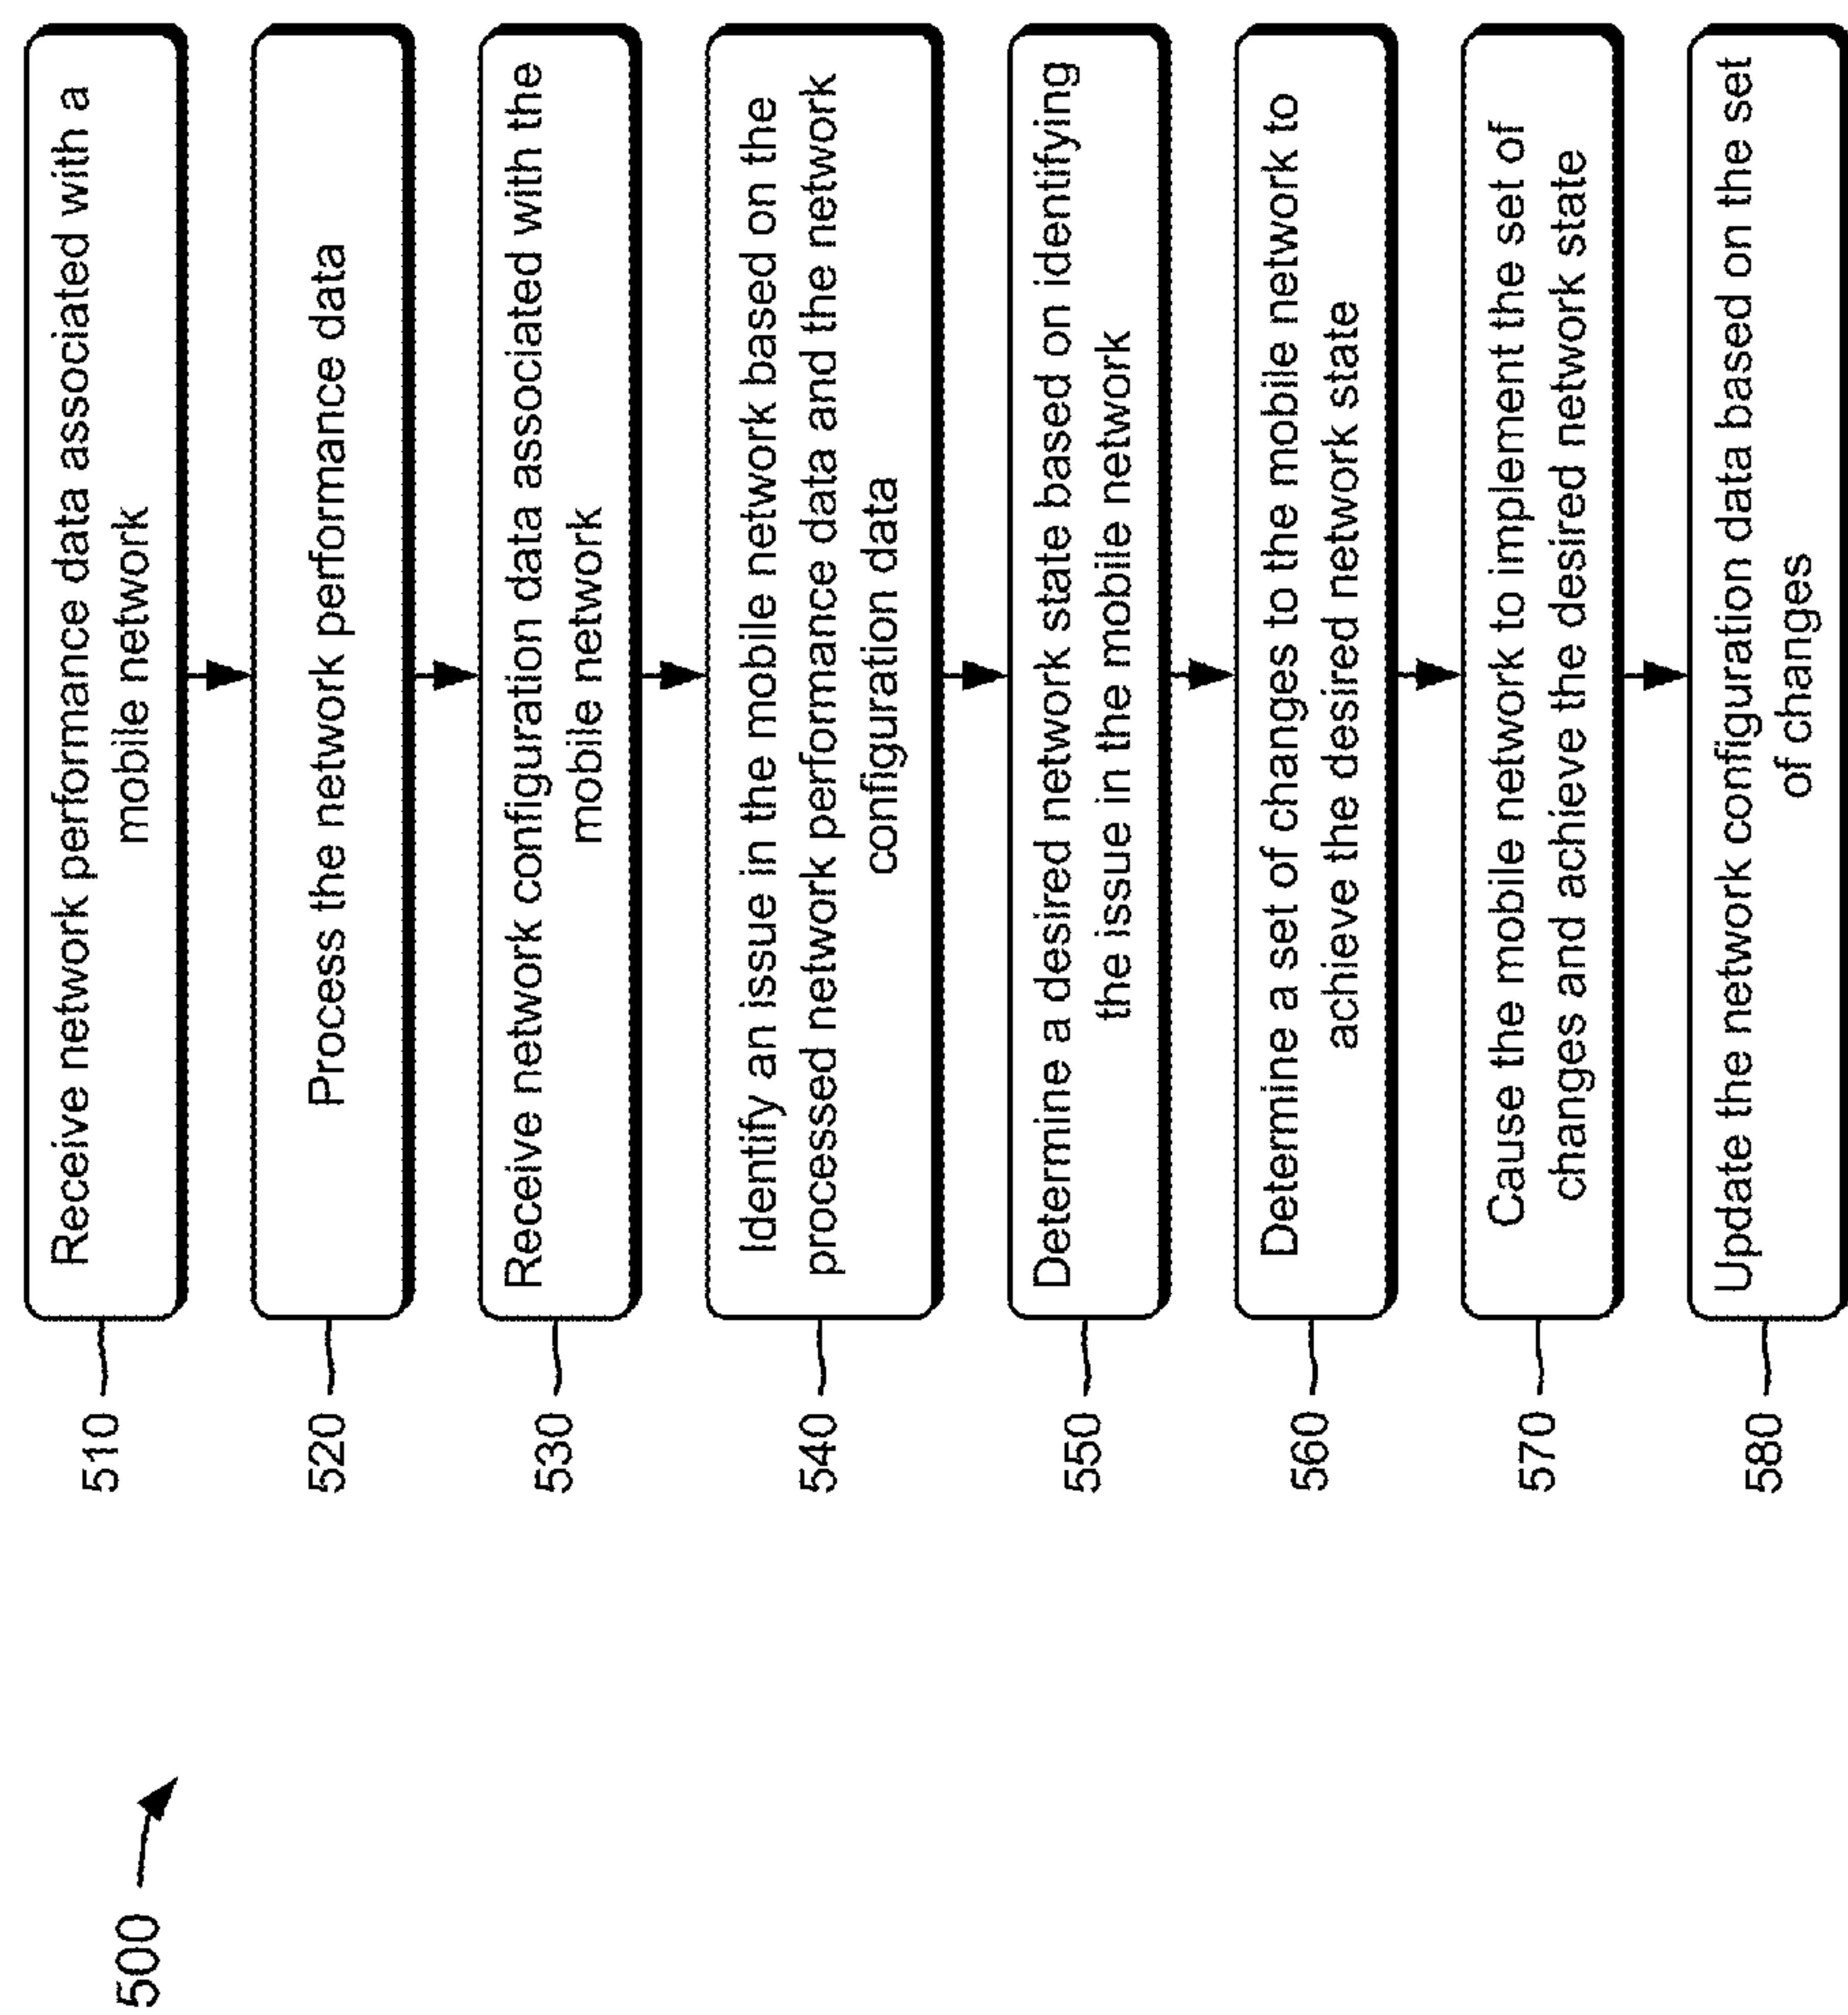 500
510
Receive network performance data associated with a
mobile network
520
Process the network performance data
530
Receive network configuration data associated with the
mobile network
540
Identify an issue in the mobile network based on the
processed network performance data and the network
configuration data
550
Determine a desired network state based on identifying
the issue in the mobile network
560
Determine a set of changes to the mobile network to
achieve the desired network state
570
Cause the mobile network to implement the set of
changes and achieve the desired network state
580
Update the network configuration data based on the set
of changes